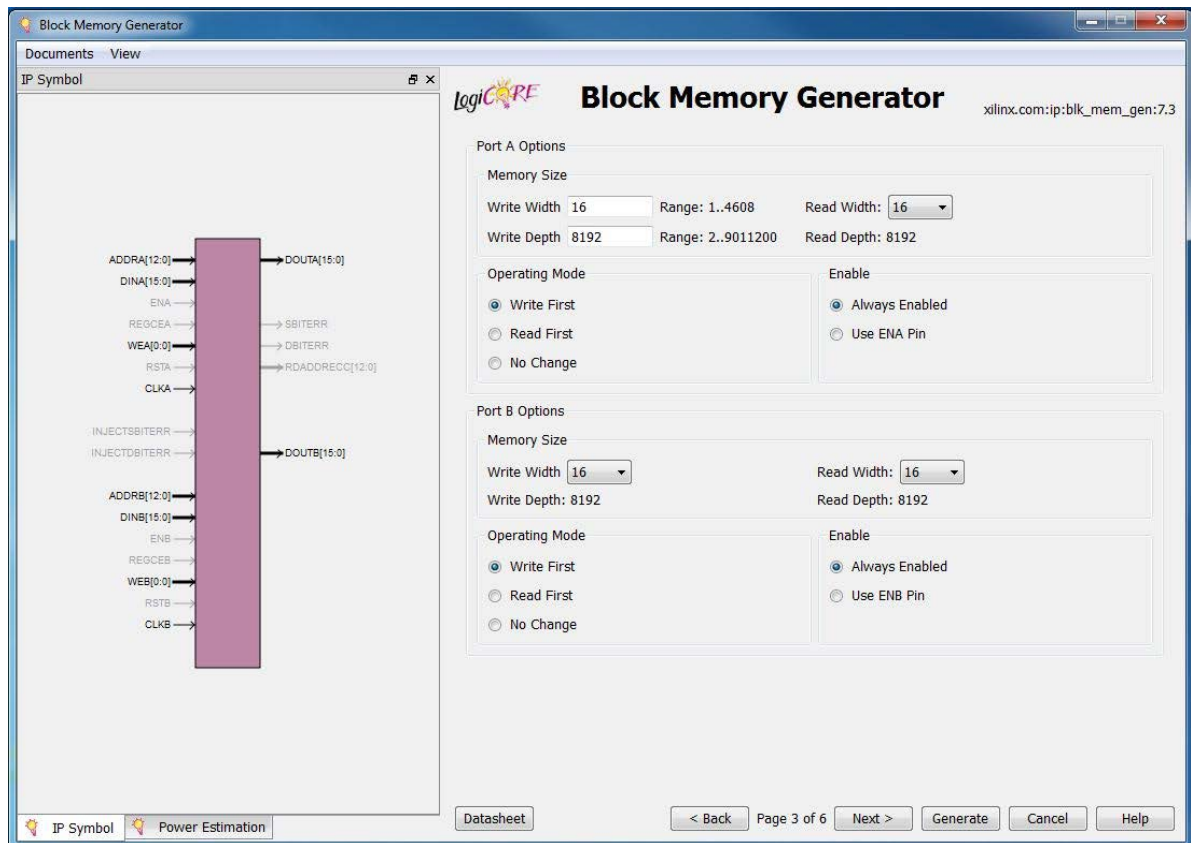 Block Memory Generator
Documents View
IP Symbol
ADDRA[12:0]
DOUTA[15:0]
DINA[15:0]
ENA
REGCEA
SBITERR
WEA[0:0]
DBITERR
RSTA
RDADDRECC[12:0]
CLKA
INJECTSBITERR
INJECTDBITERR
DOUTB[15:0]
ADDRB[12:0]
DINB[15:0]
ENB
REGCEB
WEB[0:0]
RSTB
CLKB
IP Symbol Power Estimation
logiCORE
Block Memory Generator
xilinx.com:ip:blk_mem_gen:7.3
Port A Options
Memory Size
Write Width 16 Range: 1..4608 Read Width: 16
Write Depth 8192 Range: 2..9011200 Read Depth: 8192
Operating Mode
Write First
Read First
No Change
Enable
Always Enabled
Use ENA Pin
Port B Options
Memory Size
Write Width 16 Read Width: 16
Write Depth: 8192 Read Depth: 8192
Operating Mode
Write First
Read First
No Change
Enable
Always Enabled
Use ENB Pin
Datasheet < Back Page 3 of 6 Next > Generate Cancel Help